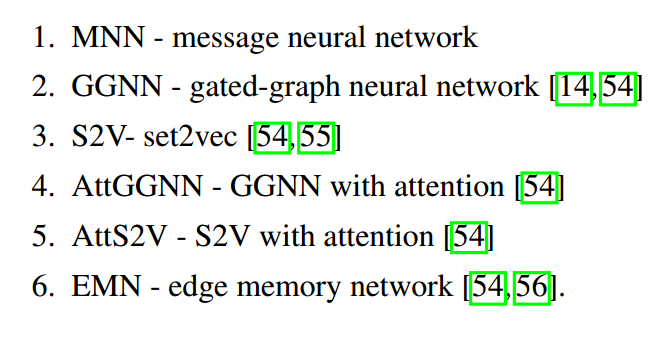 1. MNN - message neural network
2. GGNN - gated-graph neural network [14,54]
3. S2V- set2vec [54,55]
4. AttGGNN - GGNN with attention [54]
5. AttS2V - S2V with attention [54]
6. EMN - edge memory network [54,56].